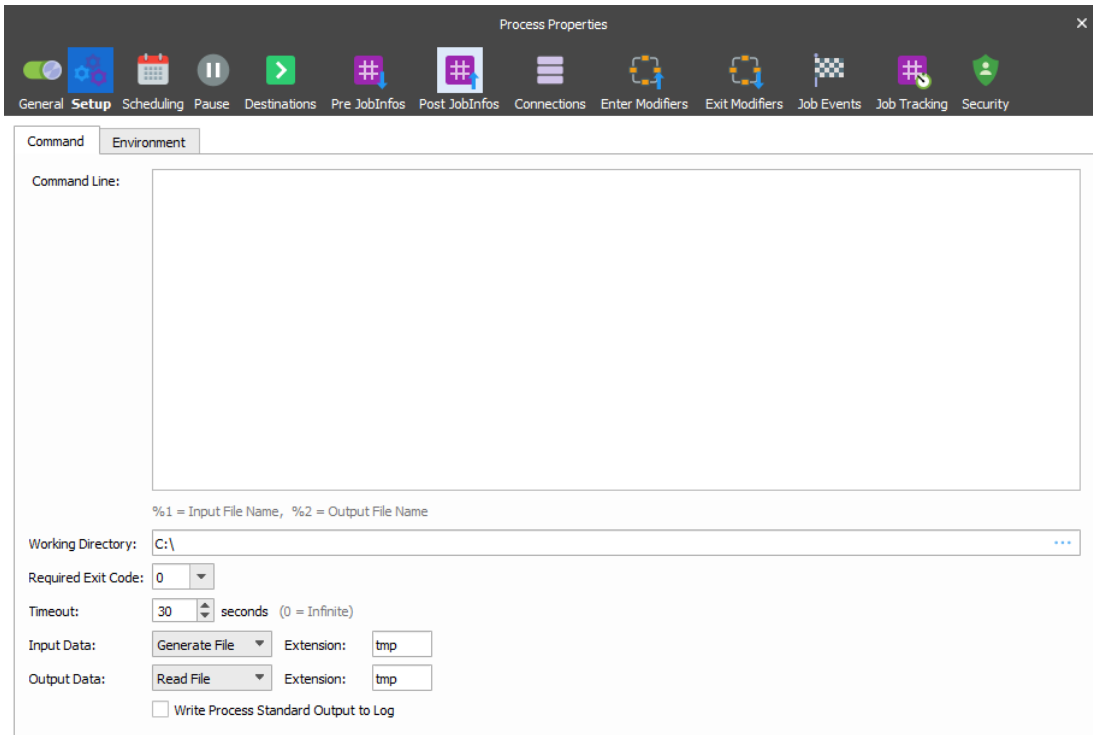 Process Properties
General Setup Scheduling Pause Destinations Pre JobInfos Post JobInfos Connections Enter Modifiers Exit Modifiers Job Events Job Tracking Security
Command Environment
Command Line:
%1 = Input File Name, %2 = Output File Name
Working Directory: C:\
Required Exit Code: 0
Timeout: 30 seconds (0 = Infinite)
Input Data: Generate File Extension: tmp
Output Data: Read File Extension: tmp
Write Process Standard Output to Log